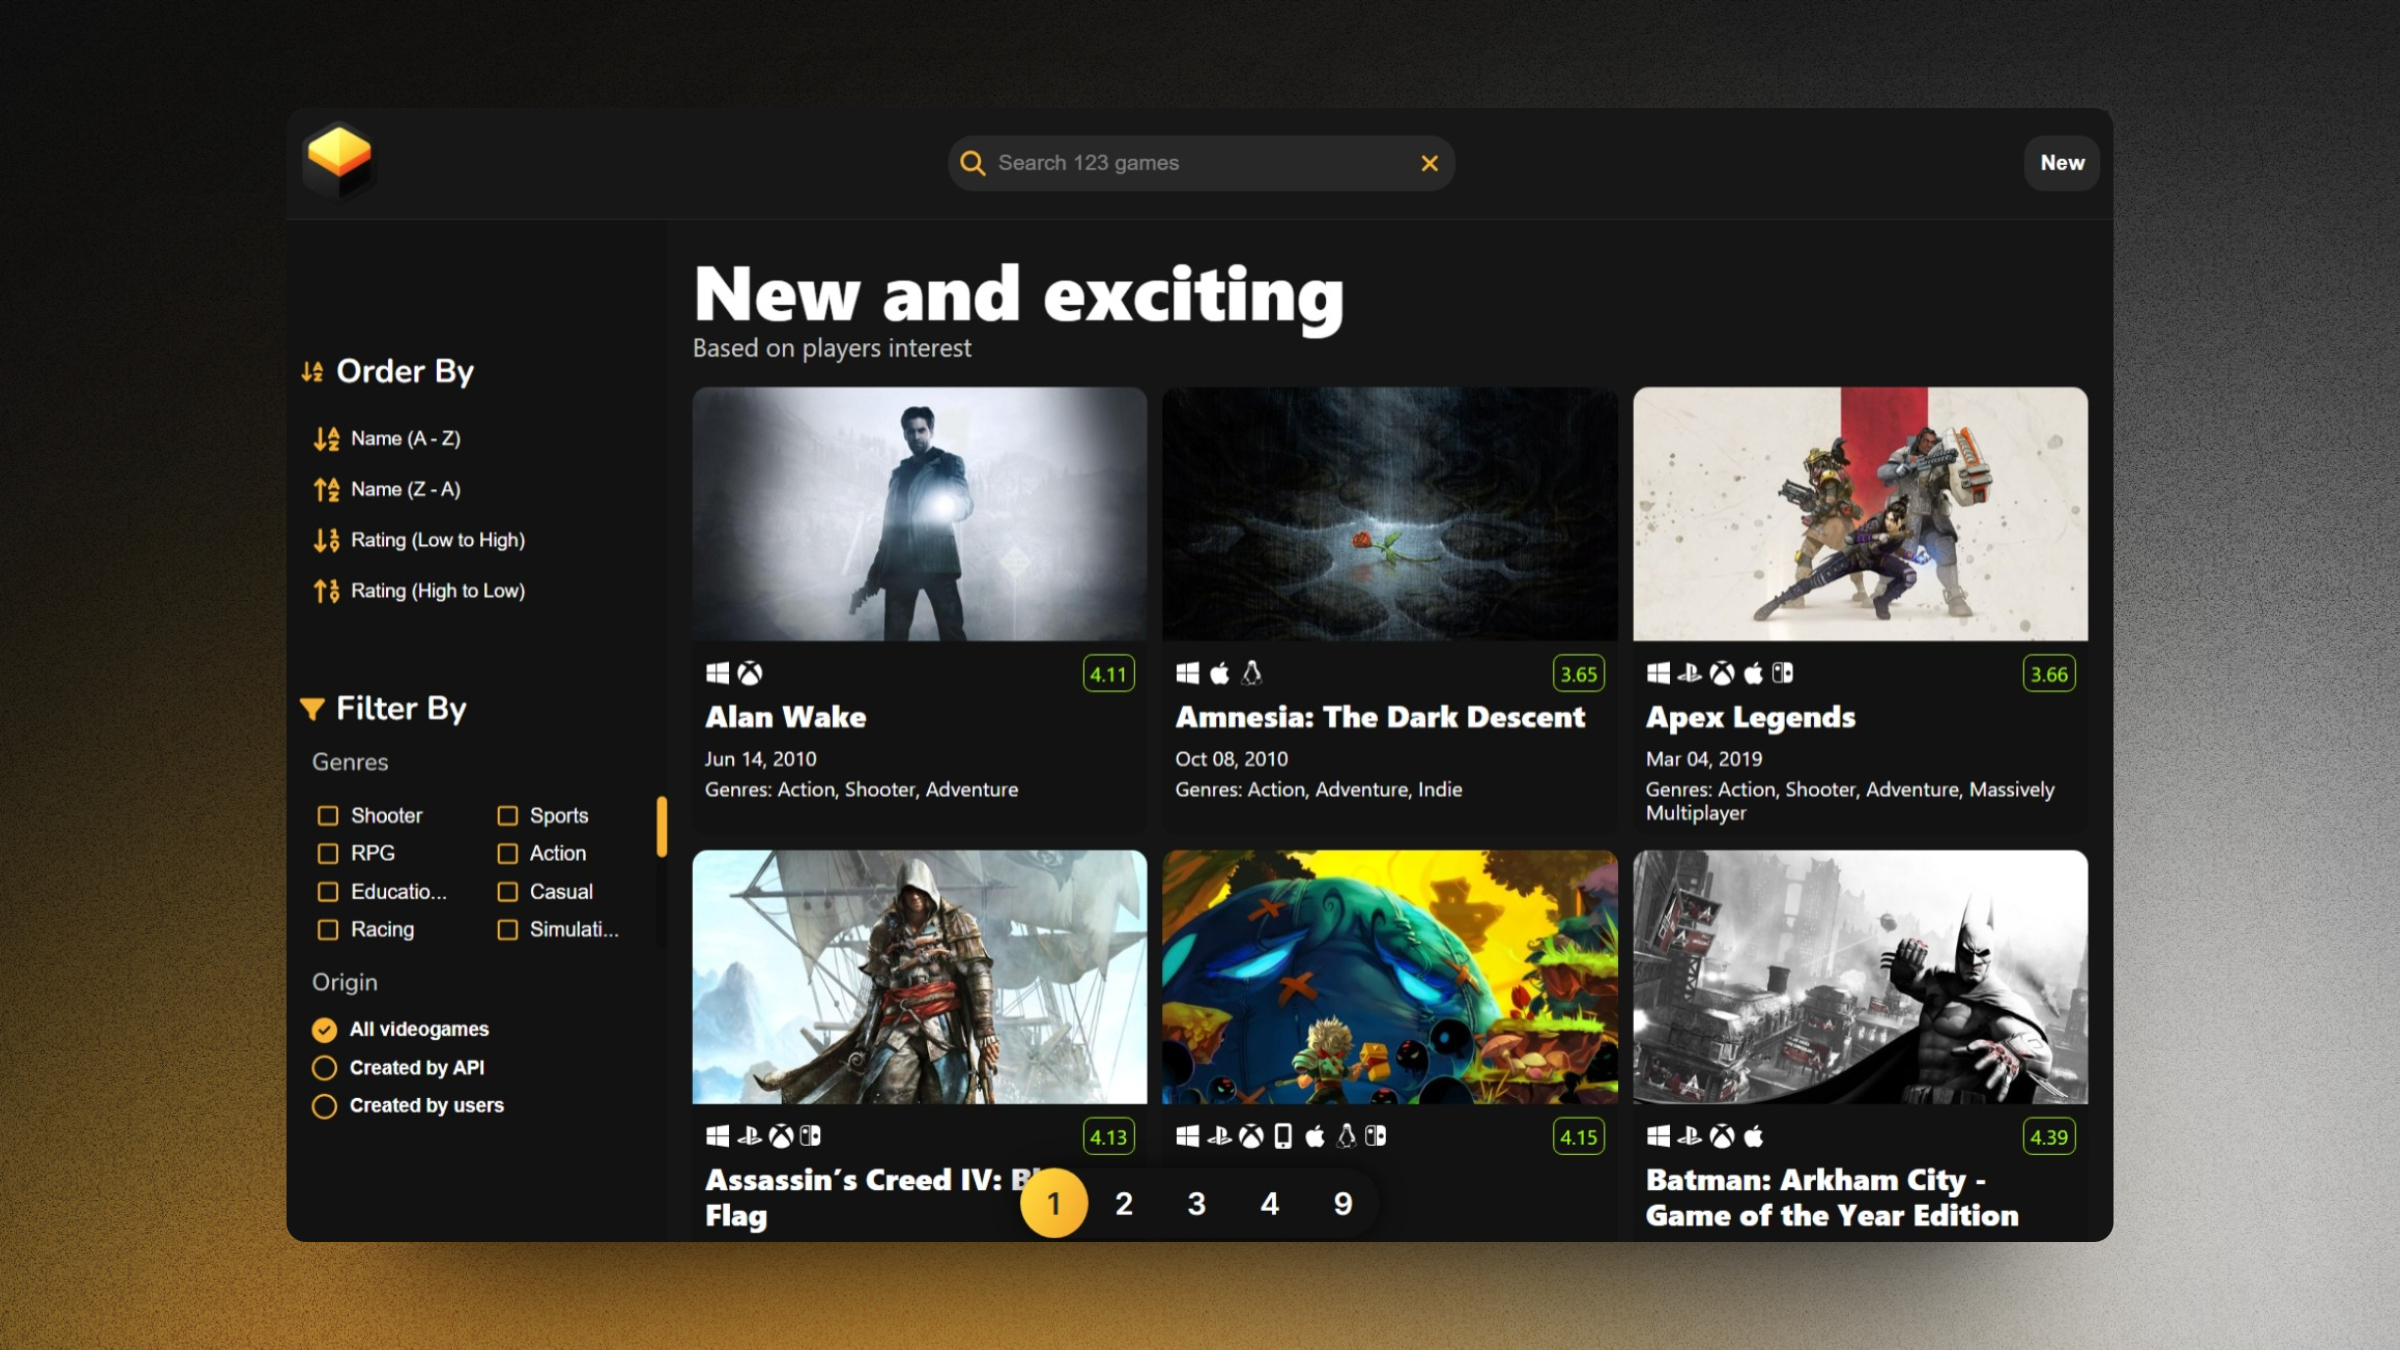 Search 123 games
New
Order By
Name (A - Z)
Name (Z - A)
Rating (Low to High)
Rating (High to Low)
Filter By
Genres
Shooter
Sports
RPG
Action
Educatio...
Casual
Racing
Simulati...
Origin
All videogames
Created by API
Created by users
New and exciting
Based on players interest
4.11
Alan Wake
Jun 14, 2010
Genres: Action, Shooter, Adventure
3.65
Amnesia: The Dark Descent
Oct 08, 2010
Genres: Action, Adventure, Indie
3.66
Apex Legends
Mar 04, 2019
Genres: Action, Shooter, Adventure, Massively
Multiplayer
4.13
Assassin’s Creed IV:
Flag
4.15
4.39
Batman: Arkham City -
Game of the Year Edition
1 2 3 4 9